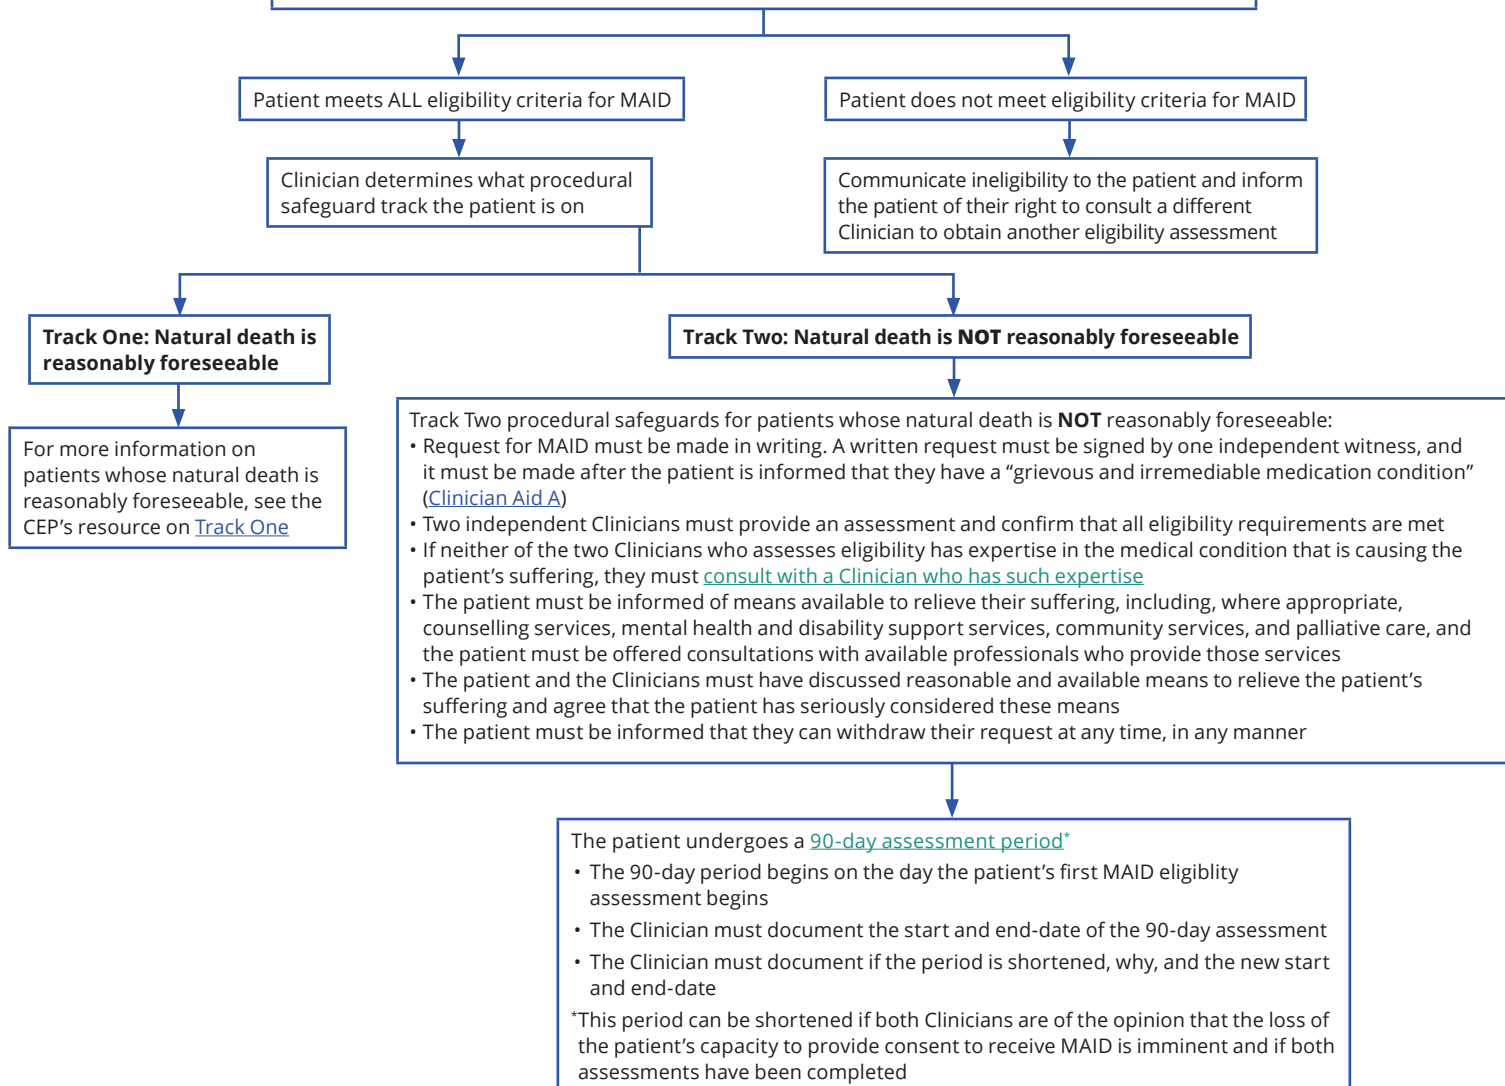 Patient meets ALL eligibility criteria for MAID
Patient does not meet eligibility criteria for MAID
Clinician determines what procedural
safeguard track the patient is on
Communicate ineligibility to the patient and inform
the patient of their right to consult a different
Clinician to obtain another eligibility assessment
Track One: Natural death is
reasonably foreseeable
Track Two: Natural death is NOT reasonably foreseeable
For more information on
patients whose natural death is
reasonably foreseeable, see the
CEP’s resource on Track One
Track Two procedural safeguards for patients whose natural death is NOT reasonably foreseeable:
• Request for MAID must be made in writing. A written request must be signed by one independent witness, and
it must be made after the patient is informed that they have a “grievous and irremediable medication condition”
(Clinician Aid A)
• Two independent Clinicians must provide an assessment and confirm that all eligibility requirements are met
• If neither of the two Clinicians who assesses eligibility has expertise in the medical condition that is causing the
patient’s suffering, they must consult with a Clinician who has such expertise
• The patient must be informed of means available to relieve their suffering, including, where appropriate,
counselling services, mental health and disability support services, community services, and palliative care, and
the patient must be offered consultations with available professionals who provide those services
• The patient and the Clinicians must have discussed reasonable and available means to relieve the patient’s
suffering and agree that the patient has seriously considered these means
• The patient must be informed that they can withdraw their request at any time, in any manner
The patient undergoes a 90-day assessment period*
• The 90-day period begins on the day the patient’s first MAID eligiblity
assessment begins
• The Clinician must document the start and end-date of the 90-day assessment
• The Clinician must document if the period is shortened, why, and the new start
and end-date
*This period can be shortened if both Clinicians are of the opinion that the loss of
the patient’s capacity to provide consent to receive MAID is imminent and if both
assessments have been completed